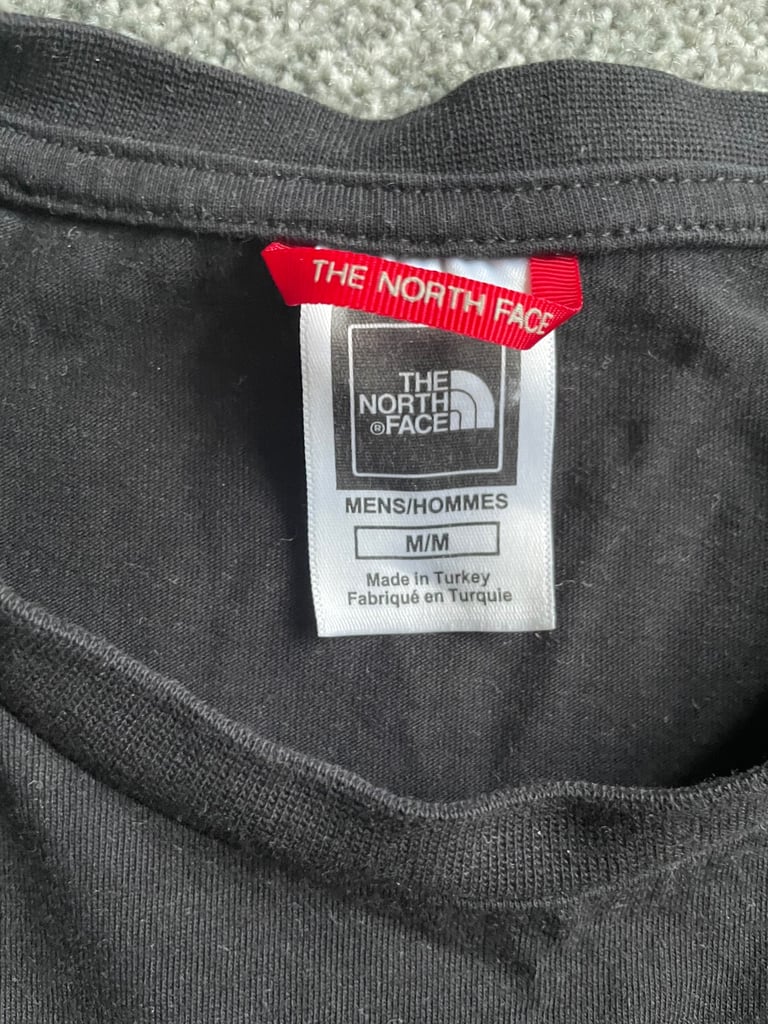 THE NORTH FACE
THE
NORTH
®FACE
MENS/HOMMES
M/M
Made in Turkey
Fabriqué en Turquie